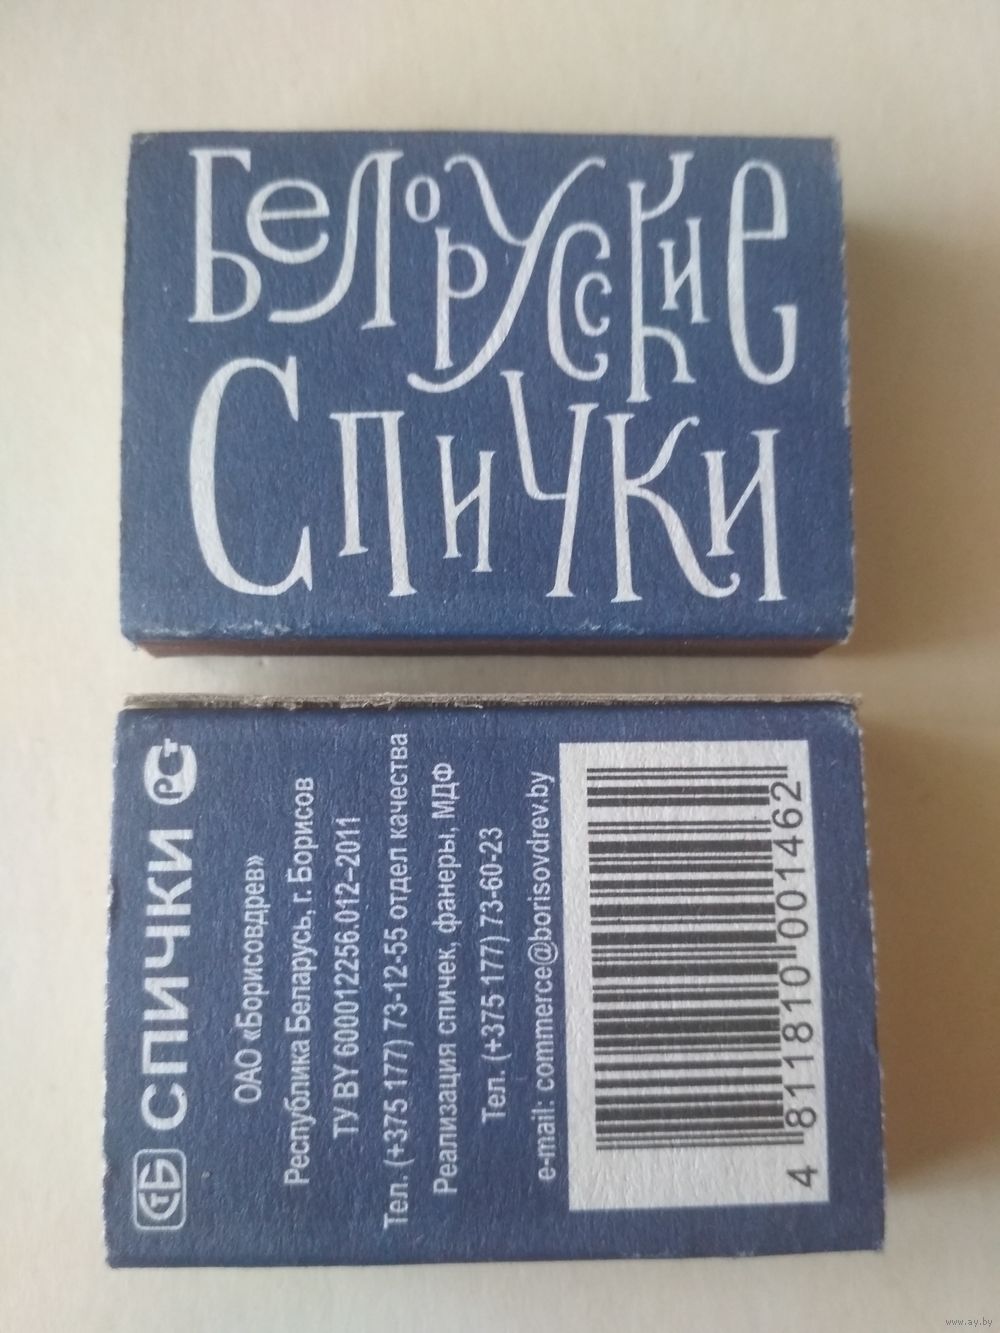 Белорусские
Спички
СТБ СПИЧКИ РСТ
ОАО «Борисовдрев»
Республика Беларусь, г. Борисов
ТУ BY 600012256.012–2011
Тел. (+375 177) 73-12-55 отдел качества
Реализация спичек, фанеры, МДФ
Тел. (+375 177) 73-60-23
e-mail: commerce@borisovdrev.by
4 811810 001462
www.ay.by